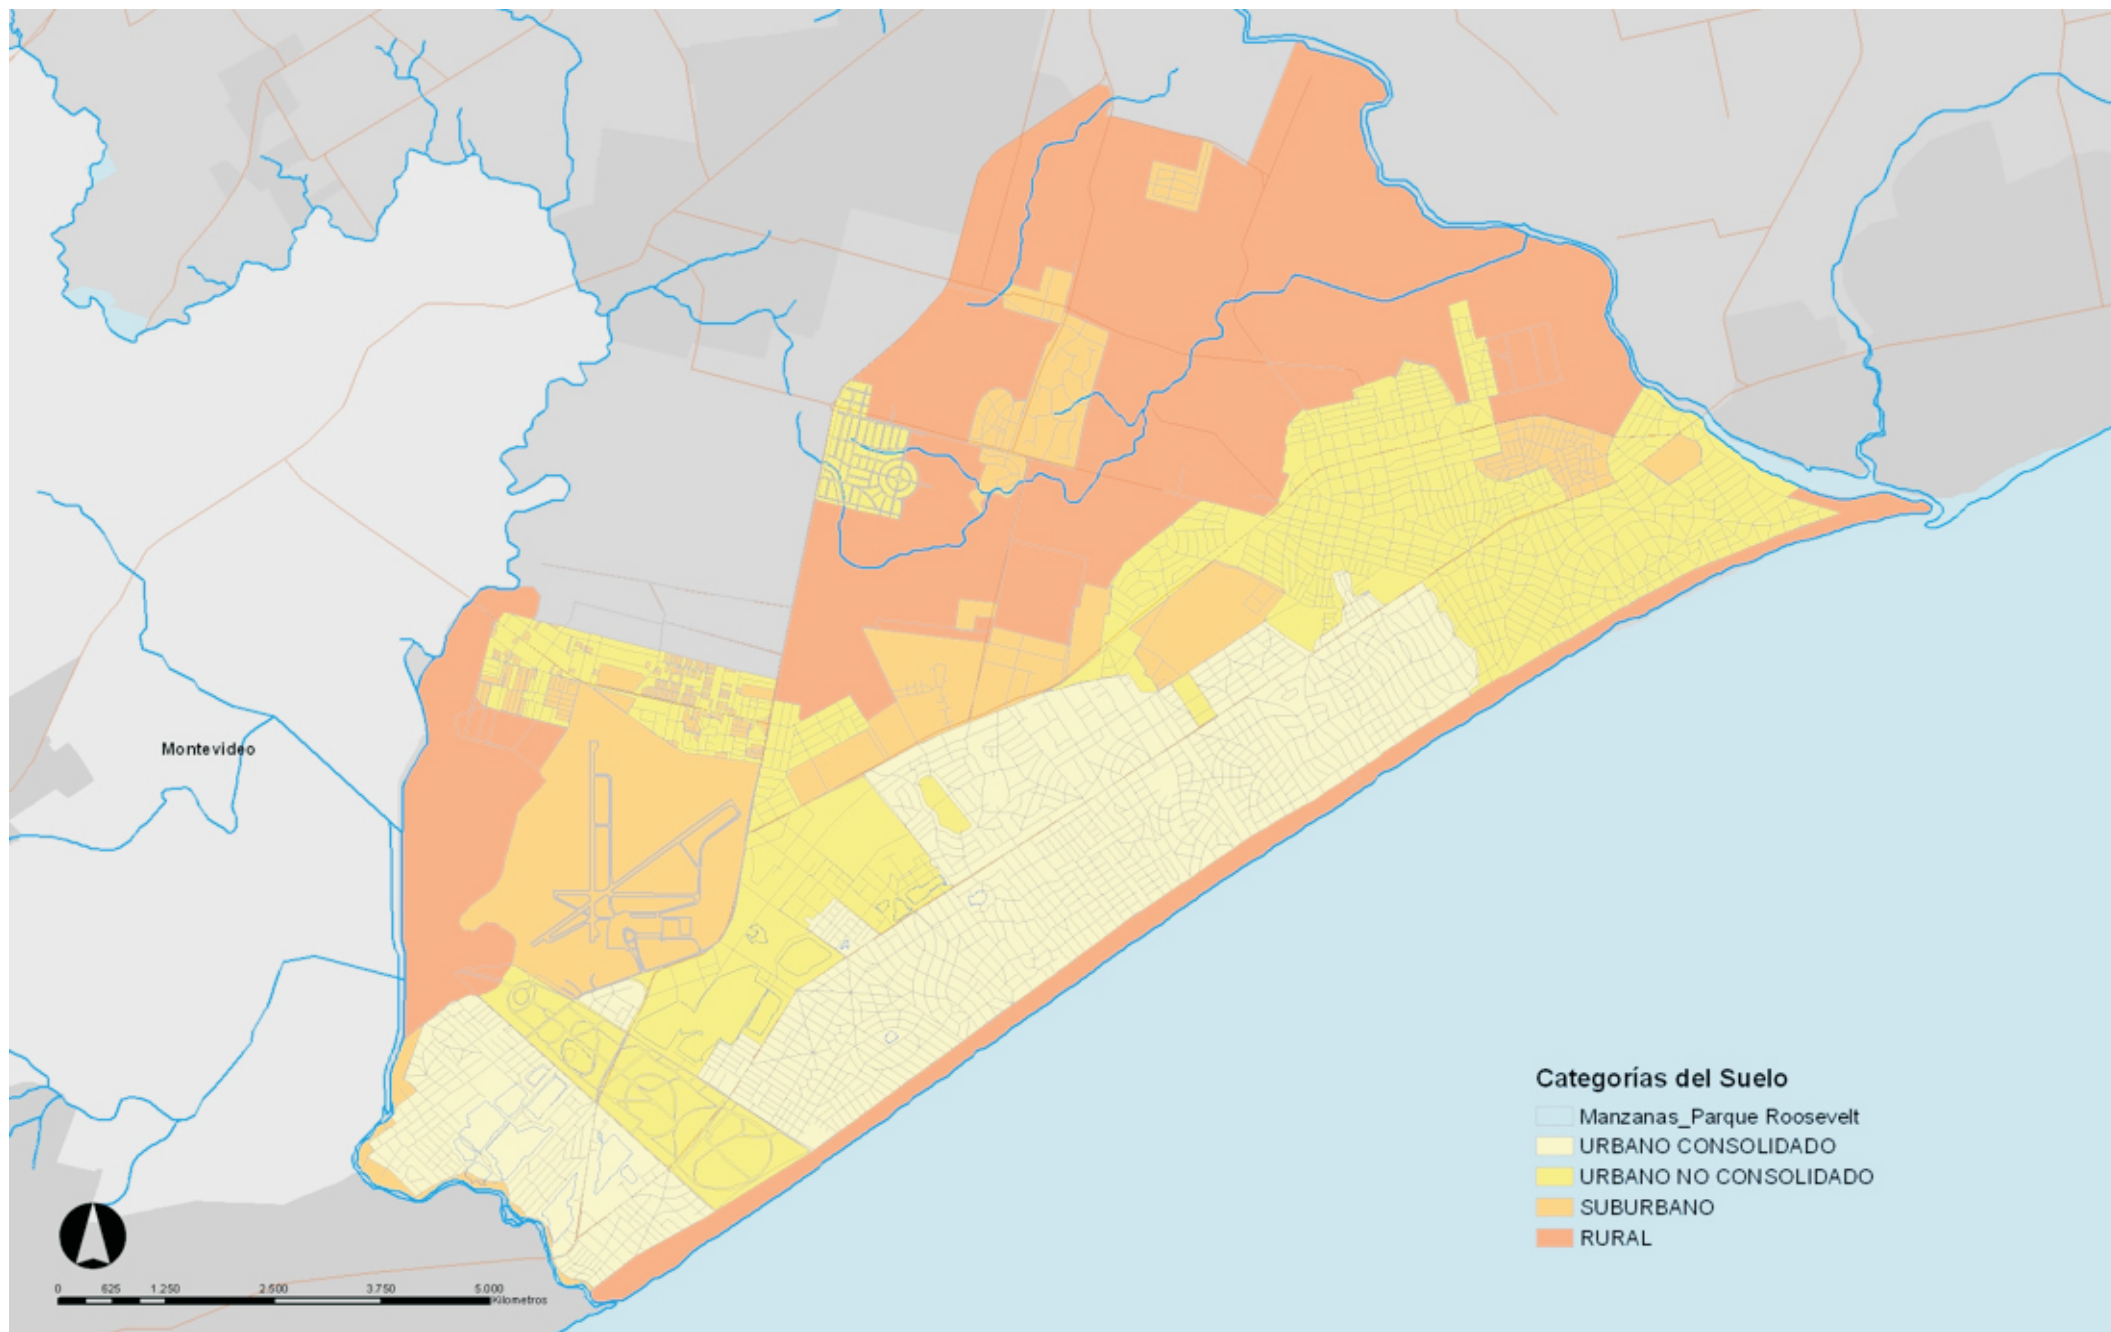 Montevideo
Categorías del Suelo
Manzanas_Parque Roosevelt
URBANO CONSOLIDADO
URBANO NO CONSOLIDADO
SUBURBANO
RURAL
0 625 1.250 2.500 3.750 5.000
Kilometros